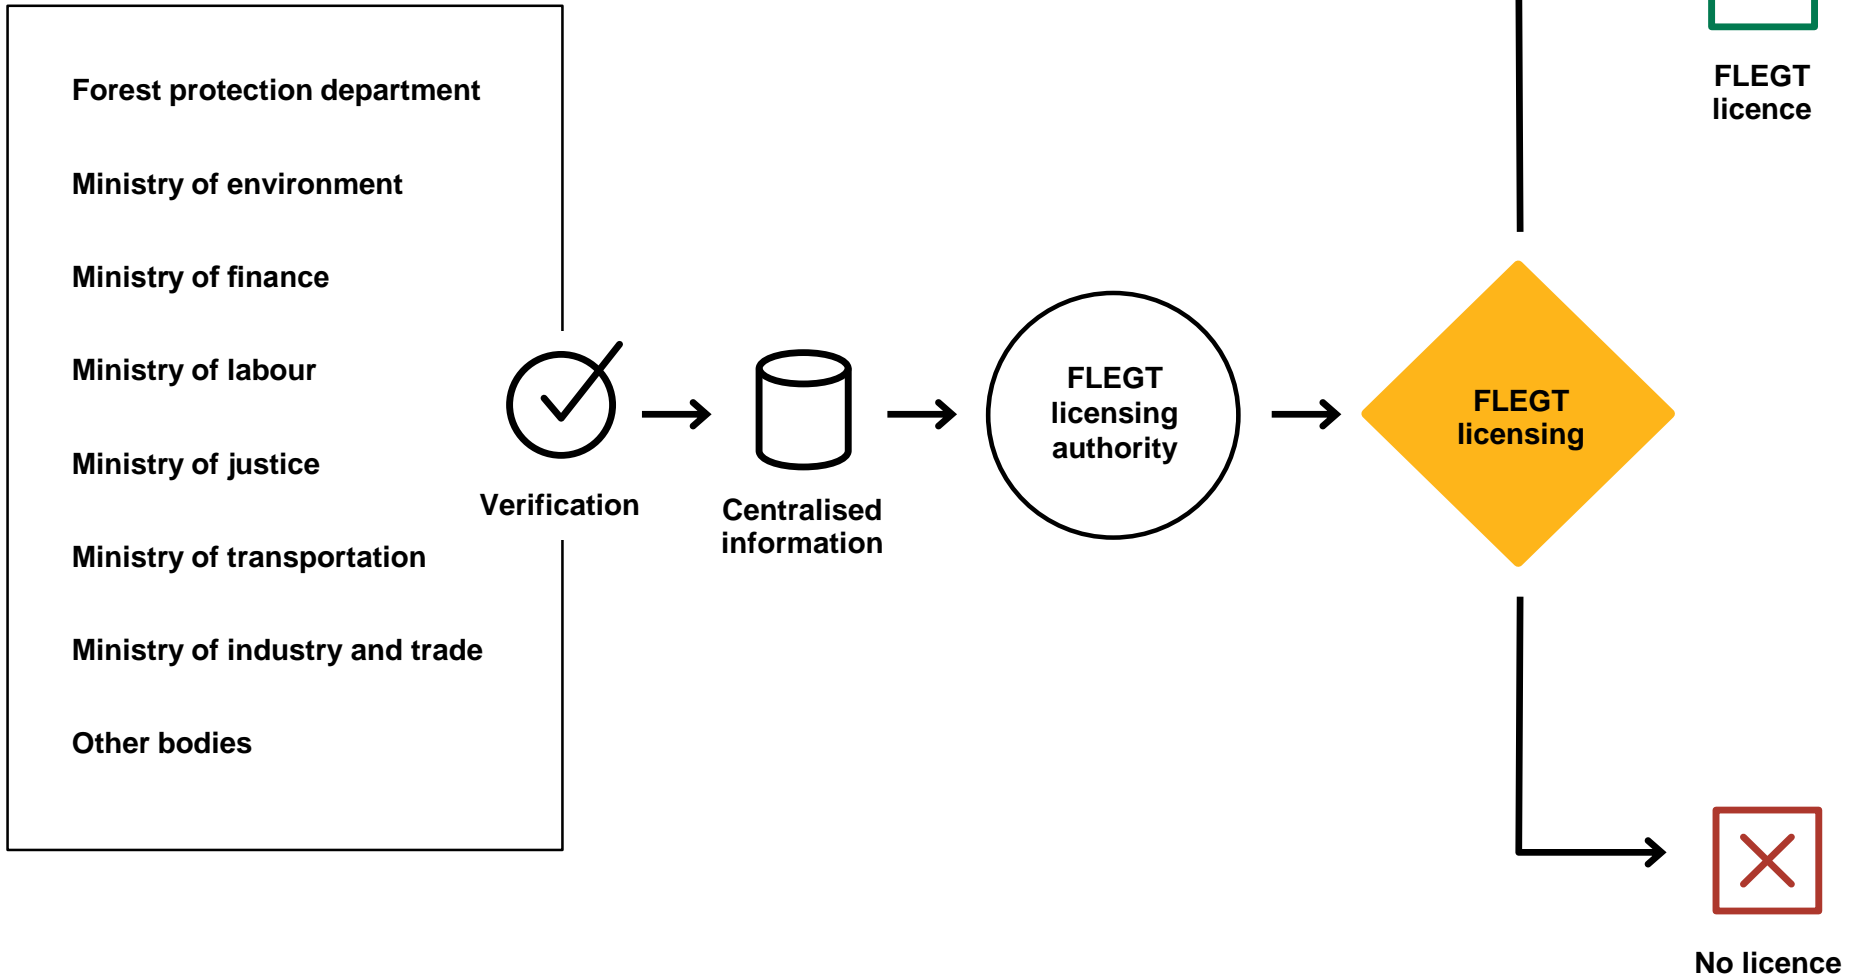 Forest protection department
Ministry of environment
Ministry of finance
Ministry of labour
Ministry of justice
Ministry of transportation
Ministry of industry and trade
Other bodies
Verification
Centralised
information
FLEGT
licensing
authority
FLEGT
licensing
FLEGT
licence
No licence